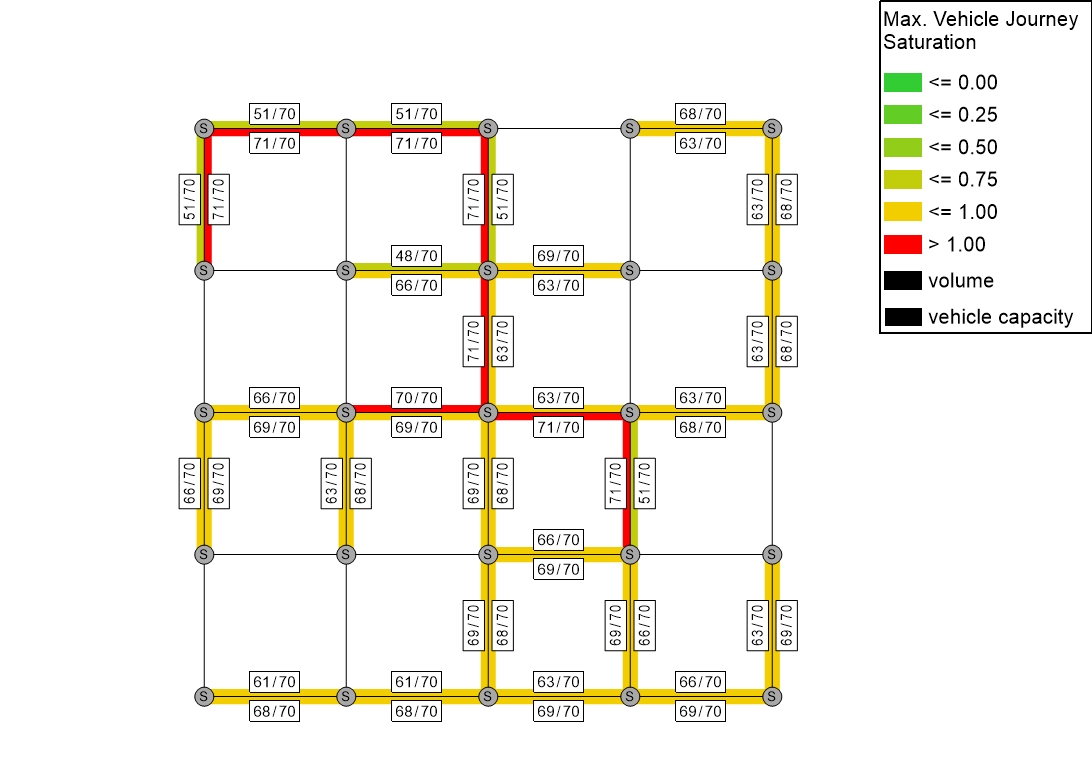 Max. Vehicle Journey
Saturation
<= 0.00
<= 0.25
<= 0.50
<= 0.75
<= 1.00
> 1.00
volume
vehicle capacity
51/70 51/70 68/70
S S S S S
71/70 71/70 63/70
51/70 71/70 71/70 51/70 63/70 68/70
48/70 69/70
S S S S S
66/70 63/70
71/70 63/70 63/70 68/70
66/70 70/70 63/70 63/70
S S S S S
69/70 69/70 71/70 68/70
66/70 69/70 63/70 68/70 69/70 68/70 71/70 51/70
66/70
S S S S S
69/70
69/70 68/70 69/70 66/70 63/70 69/70
61/70 61/70 63/70 66/70
S S S S S
68/70 68/70 69/70 69/70